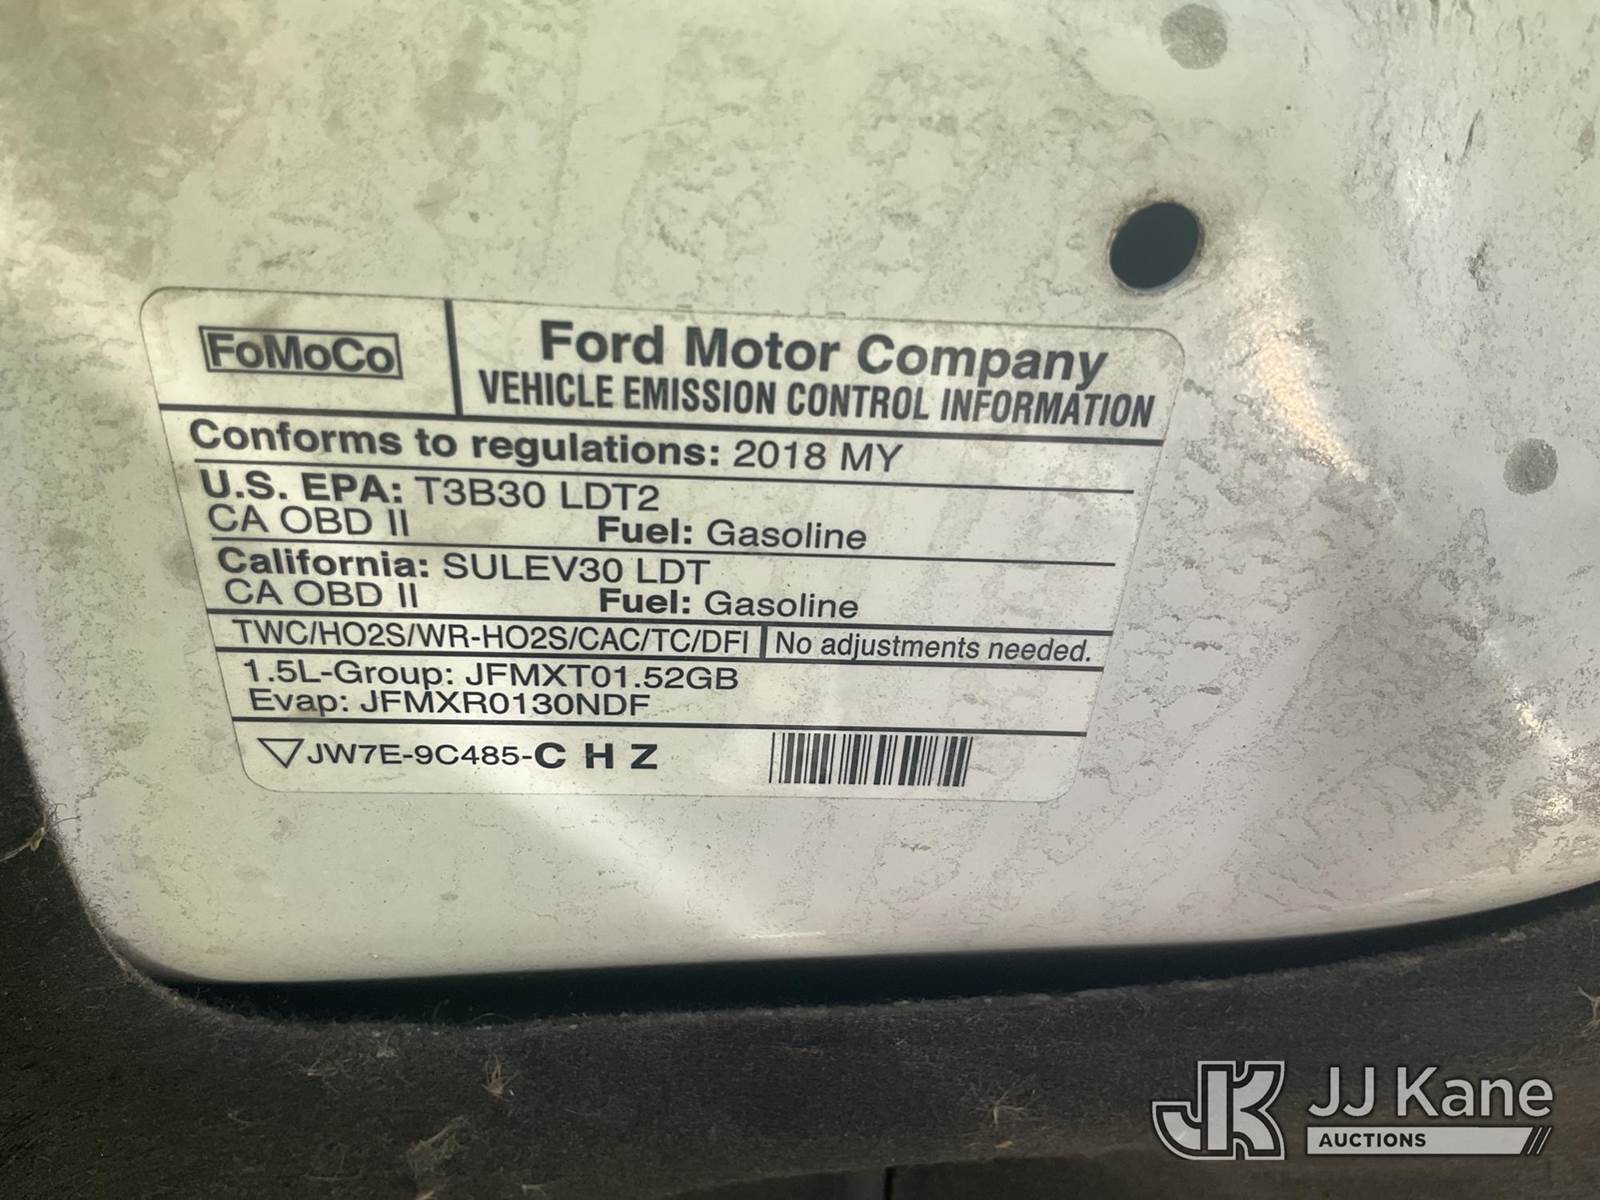 FoMoCo
Ford Motor Company
VEHICLE EMISSION CONTROL INFORMATION
Conforms to regulations: 2018 MY
U.S. EPA: T3B30 LDT2
CA OBD II Fuel: Gasoline
California: SULEV30 LDT
CA OBD II Fuel: Gasoline
TWC/HO2S/WR-HO2S/CAC/TC/DFI No adjustments needed.
1.5L-Group: JFMXT01.52GB
Evap: JFMXR0130NDF
JW7E-9C485-C H Z
JK JJ Kane
AUCTIONS